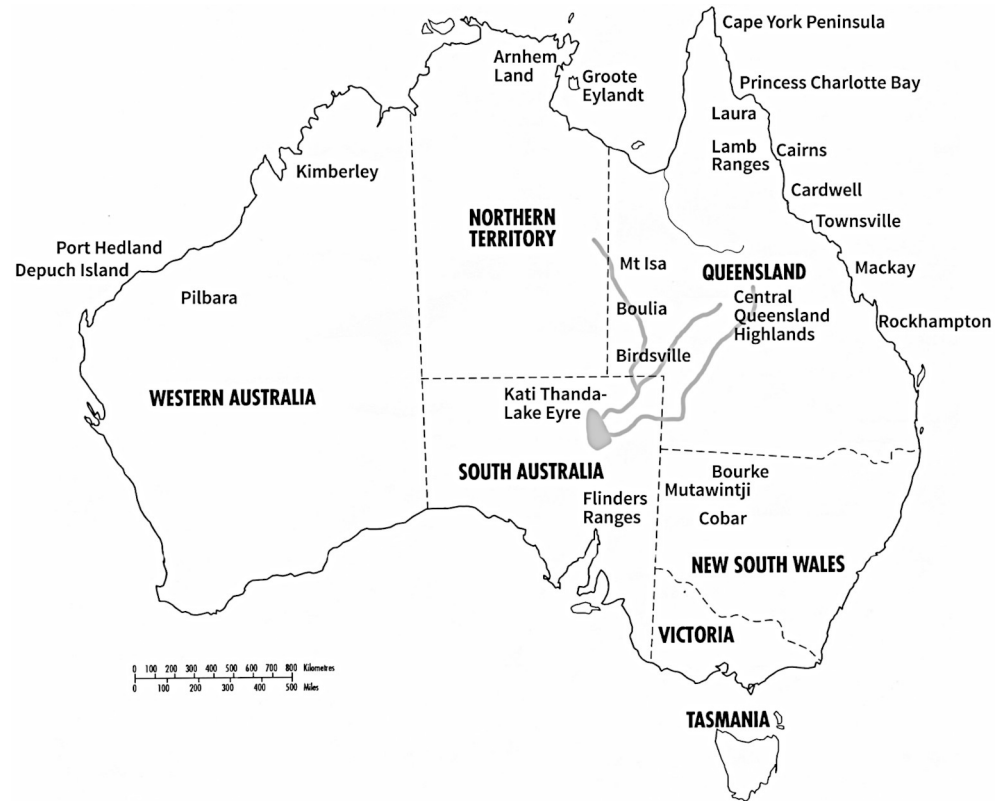 Cape York Peninsula
Arnhem
Land
Groote
Eylandt
Princess Charlotte Bay
Laura
Lamb
Ranges
Cairns
Kimberley
Cardwell
NORTHERN
TERRITORY
Townsville
Port Hedland
Depuch Island
Mt Isa
QUEENSLAND
Mackay
Pilbara
Central
Queensland
Highlands
Boulia
Rockhampton
Birdsville
WESTERN AUSTRALIA
Kati Thanda-
Lake Eyre
SOUTH AUSTRALIA
Bourke
Mutawintji
Flinders
Ranges
Cobar
NEW SOUTH WALES
VICTORIA
0 100 200 300 400 500 600 700 800 Kilometres
0 100 200 300 400 500 Miles
TASMANIA